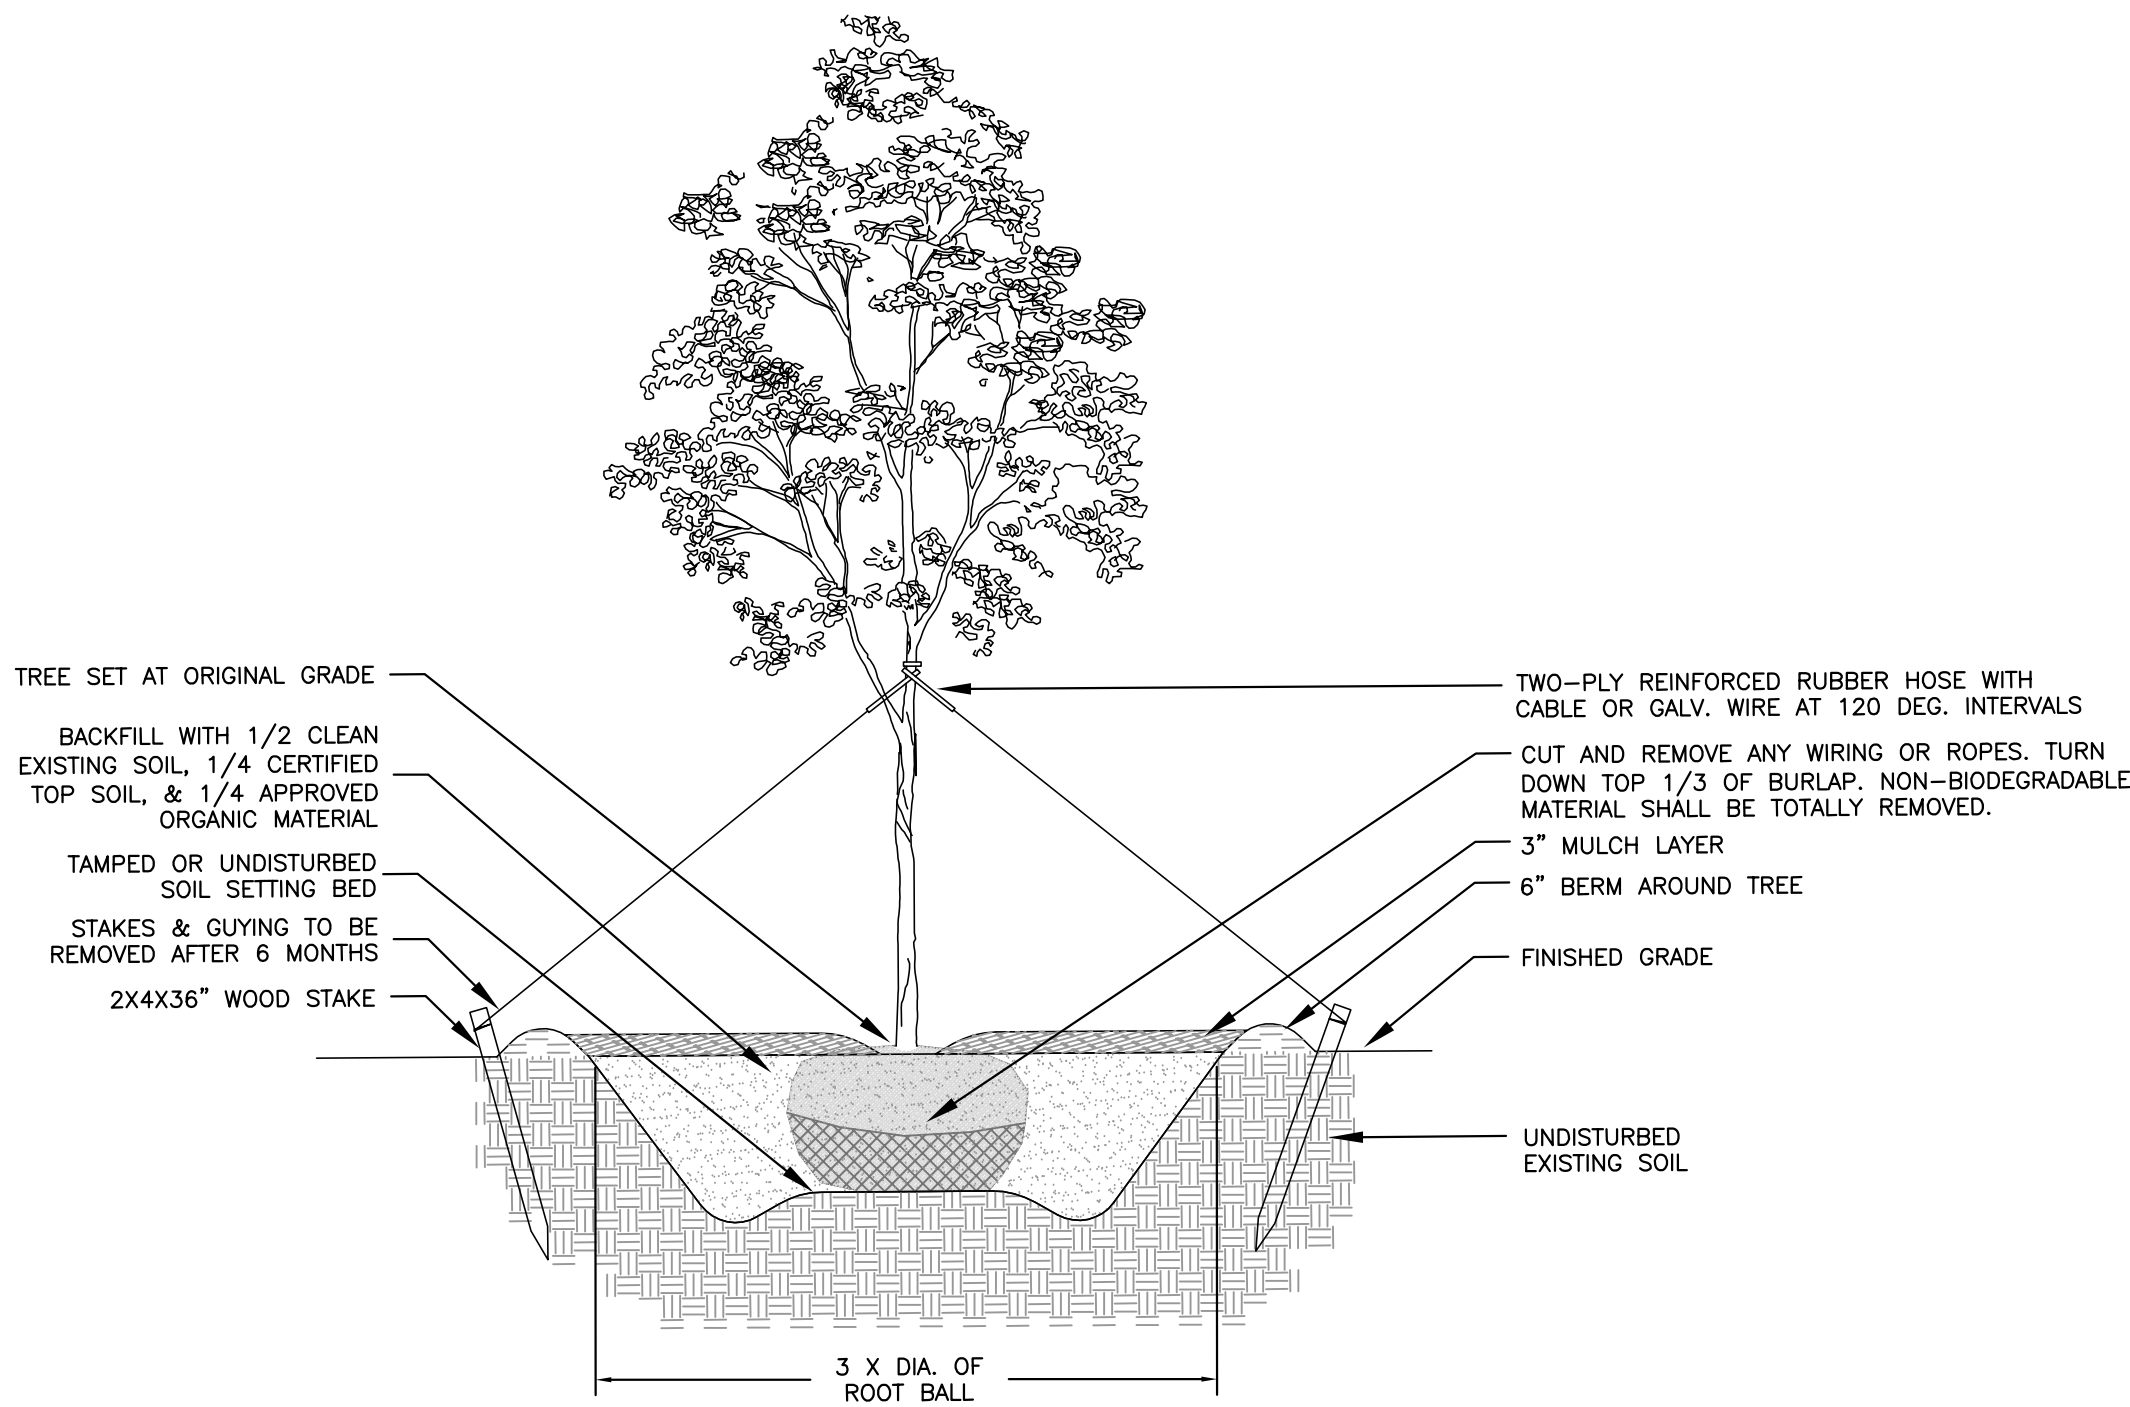 TREE SET AT ORIGINAL GRADE
BACKFILL WITH 1/2 CLEAN
EXISTING SOIL, 1/4 CERTIFIED
TOP SOIL, & 1/4 APPROVED
ORGANIC MATERIAL
TAMPED OR UNDISTURBED
SOIL SETTING BED
STAKES & GUYING TO BE
REMOVED AFTER 6 MONTHS
2X4X36" WOOD STAKE
TWO-PLY REINFORCED RUBBER HOSE WITH
CABLE OR GALV. WIRE AT 120 DEG. INTERVALS
CUT AND REMOVE ANY WIRING OR ROPES. TURN
DOWN TOP 1/3 OF BURLAP. NON-BIODEGRADABLE
MATERIAL SHALL BE TOTALLY REMOVED.
3" MULCH LAYER
6" BERM AROUND TREE
FINISHED GRADE
UNDISTURBED
EXISTING SOIL
3 X DIA. OF
ROOT BALL